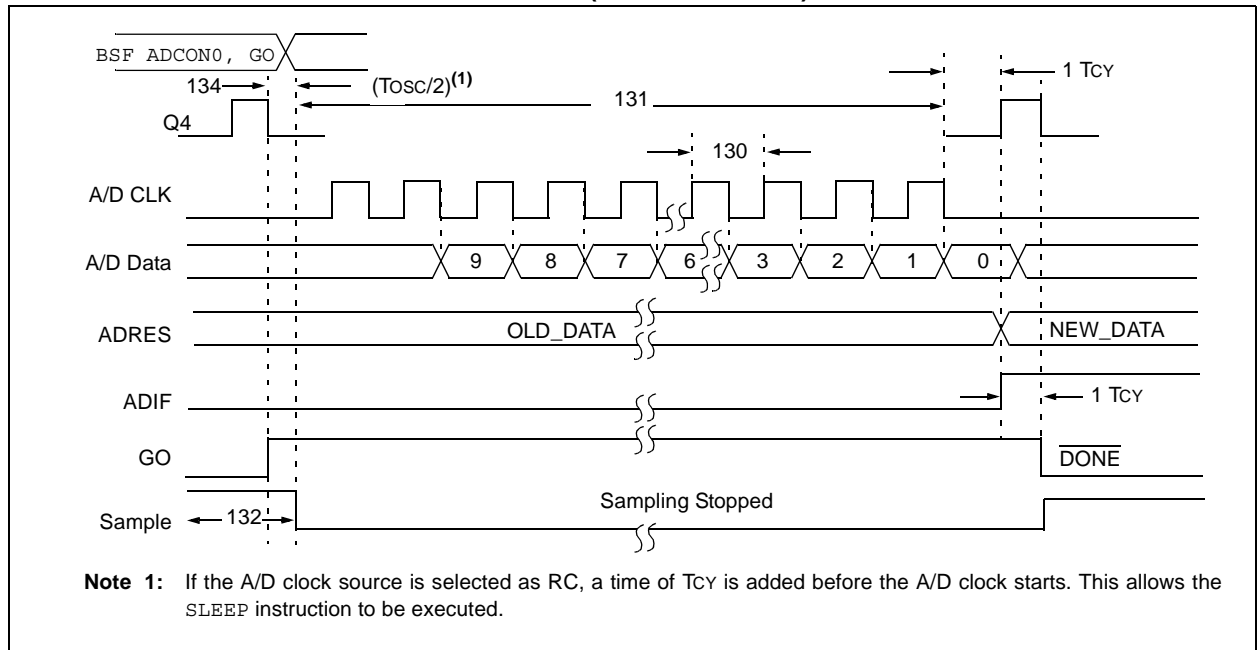 BSF ADCON0, GO
134 (TOSC/2)(1) 131 1 TCY
Q4
130
A/D CLK
A/D Data 9 8 7 6 3 2 1 0
ADRES OLD_DATA NEW_DATA
ADIF 1 TCY
GO DONE
Sample 132 Sampling Stopped
Note 1: If the A/D clock source is selected as RC, a time of TCY is added before the A/D clock starts. This allows the
SLEEP instruction to be executed.